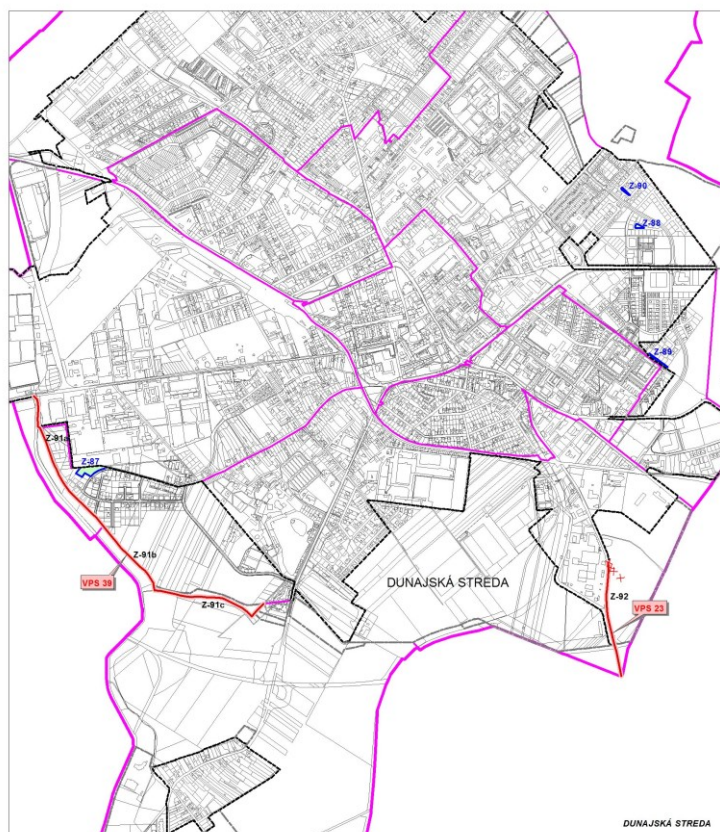 Z-90
Z-88
Z-89
Z-91a
Z-87
Z-91b
VPS 39
DUNAJSKÁ STREDA
Z-91c
Z-92
VPS 23
DUNAJSKÁ STREDA